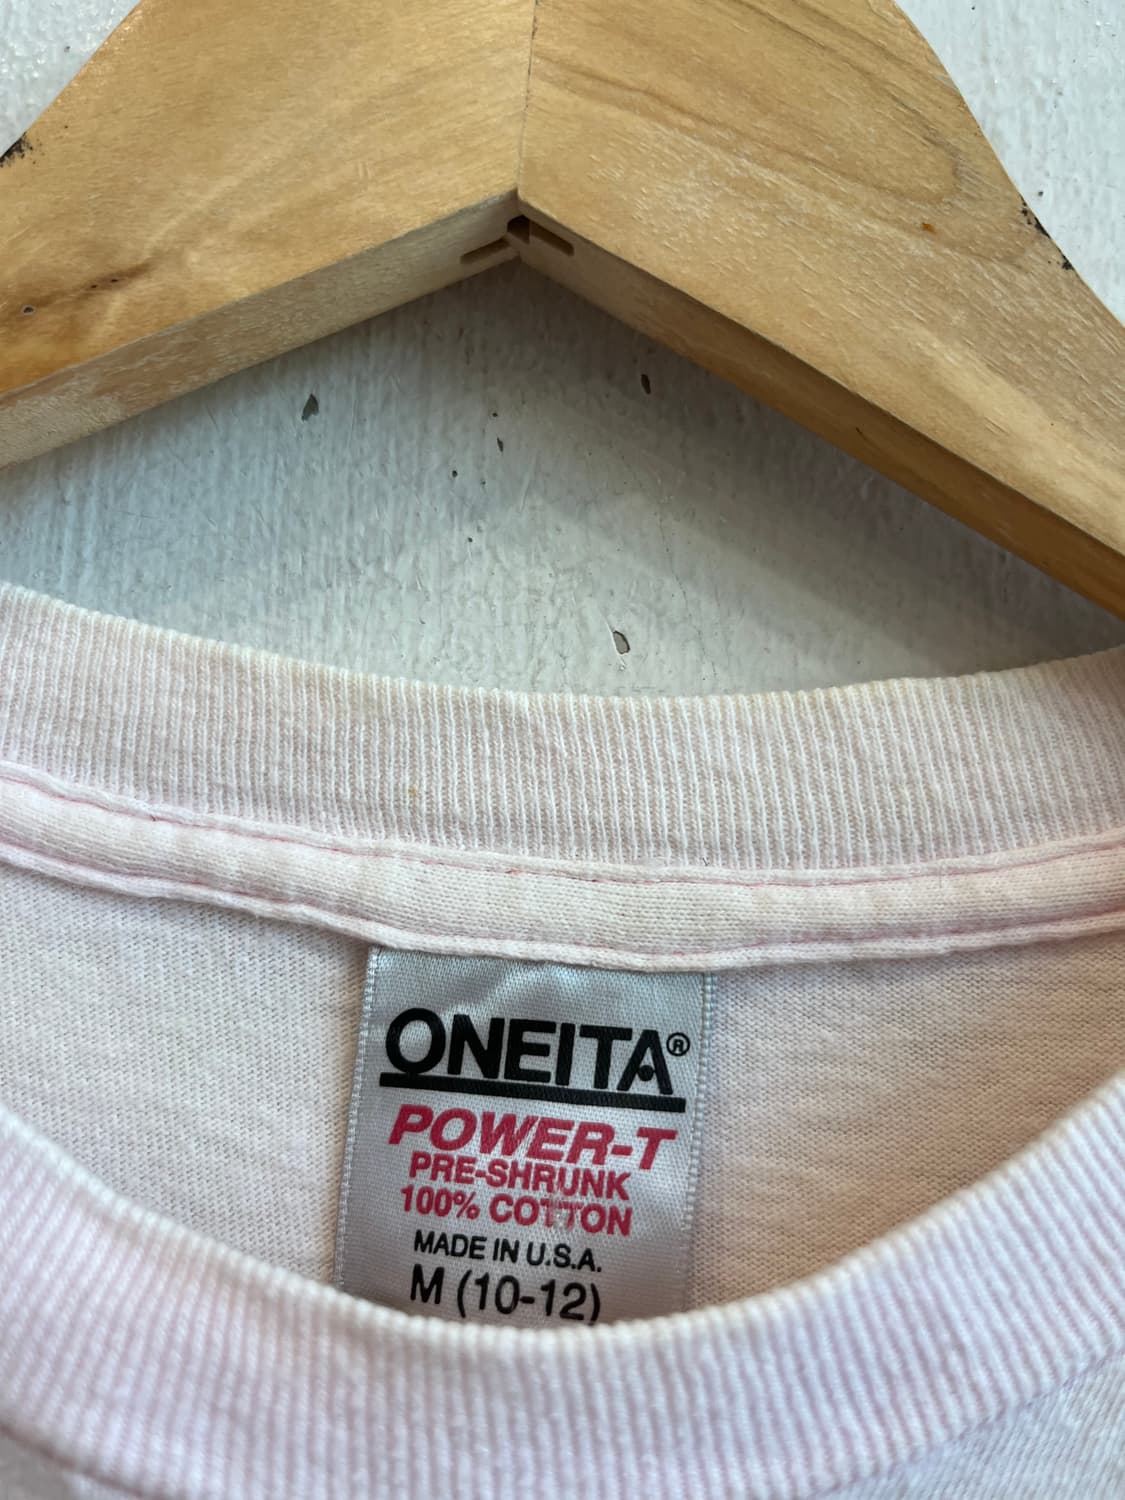 ONEITA®
POWER-T
PRE-SHRUNK
100% COTTON
MADE IN U.S.A.
M (10-12)